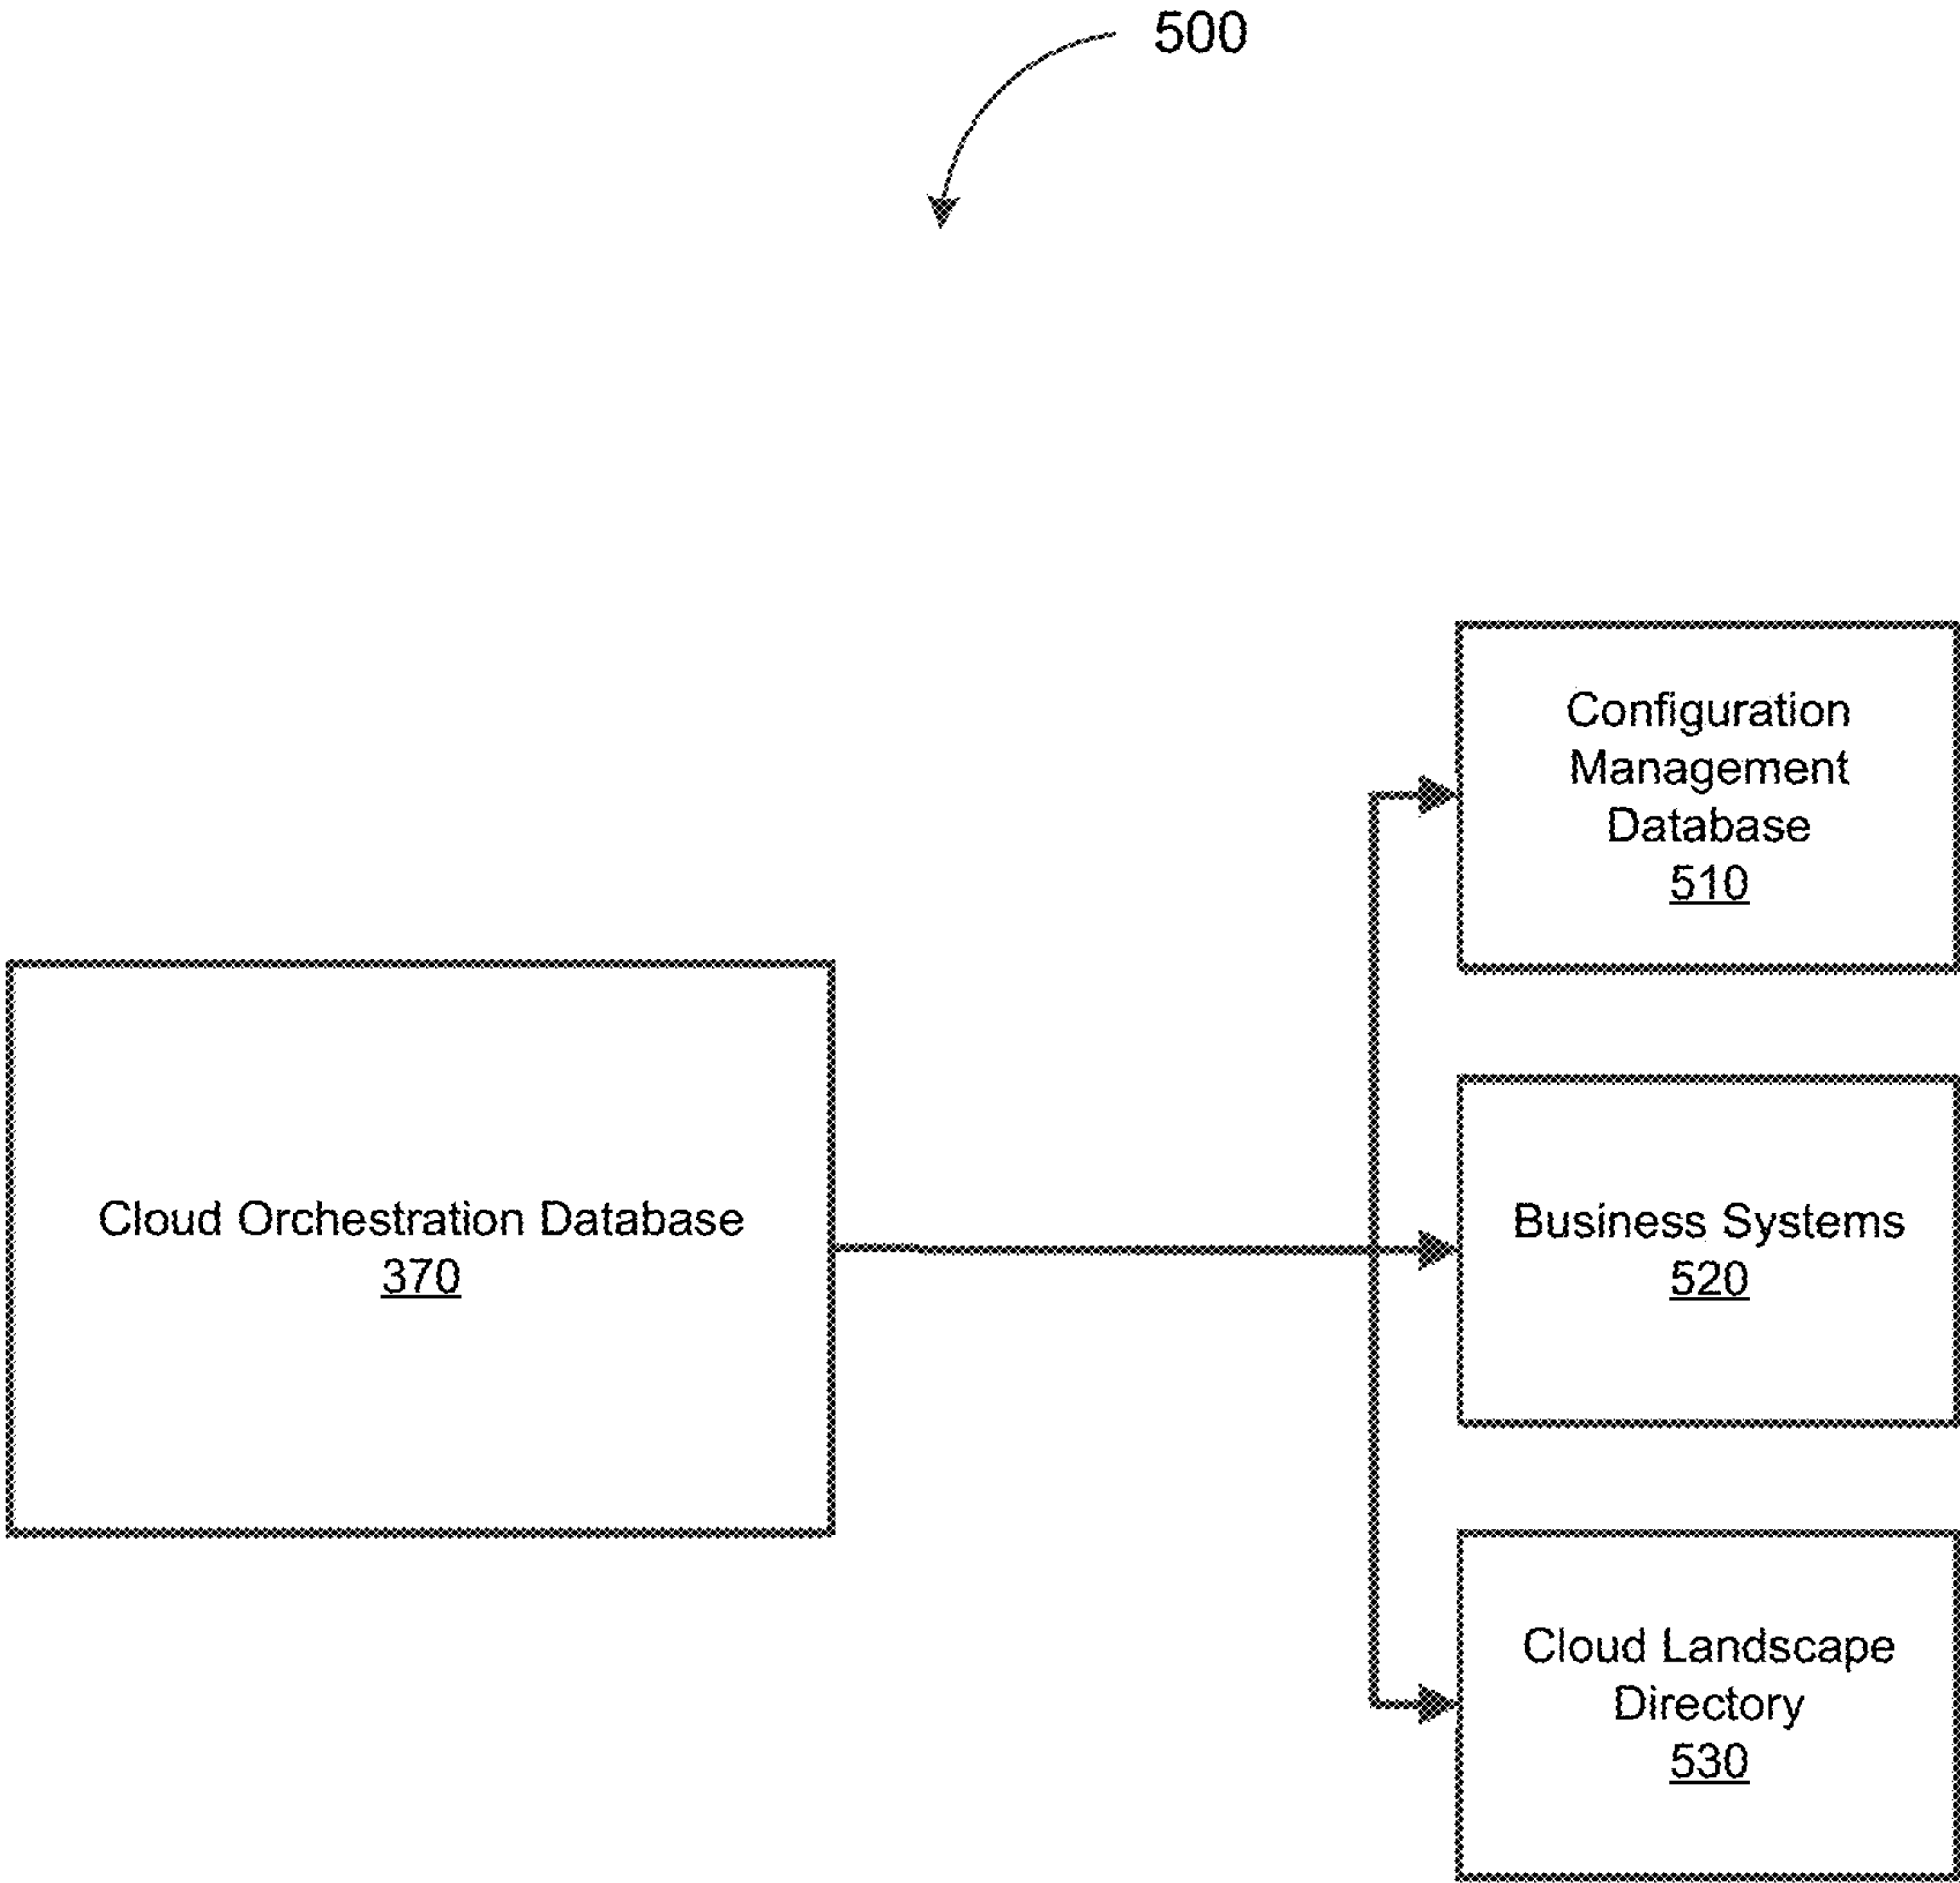 500
Configuration
Management
Database
510
Cloud Orchestration Database
370
Business Systems
520
Cloud Landscape
Directory
530